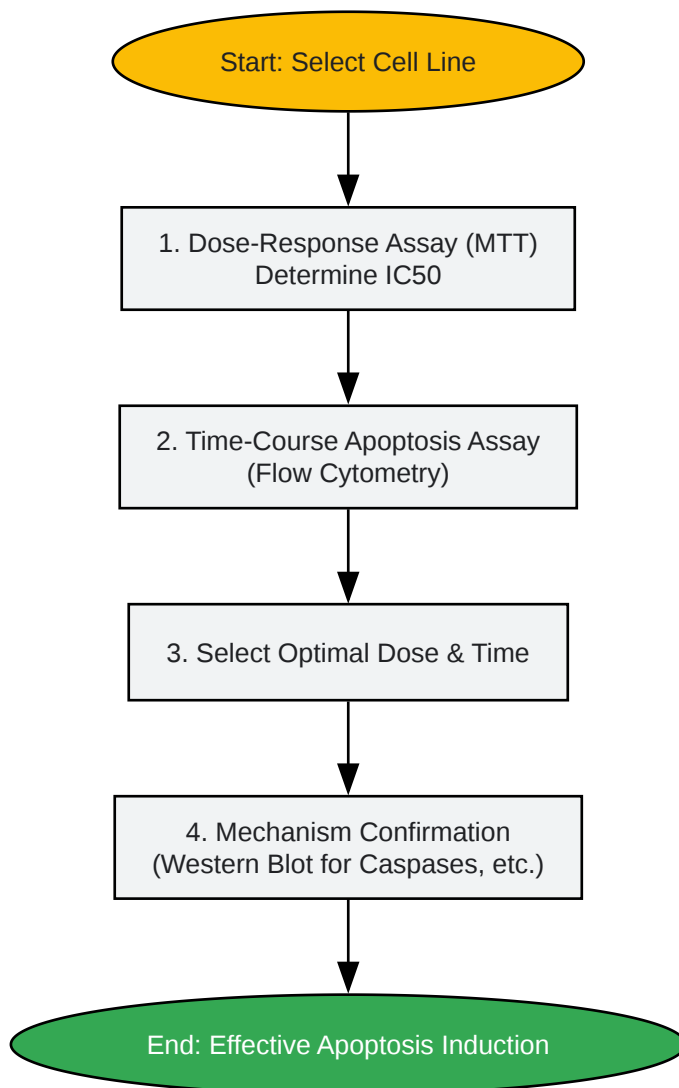 Start: Select Cell Line
1. Dose-Response Assay (MTT)
Determine IC50
2. Time-Course Apoptosis Assay
(Flow Cytometry)
3. Select Optimal Dose & Time
4. Mechanism Confirmation
(Western Blot for Caspases, etc.)
End: Effective Apoptosis Induction